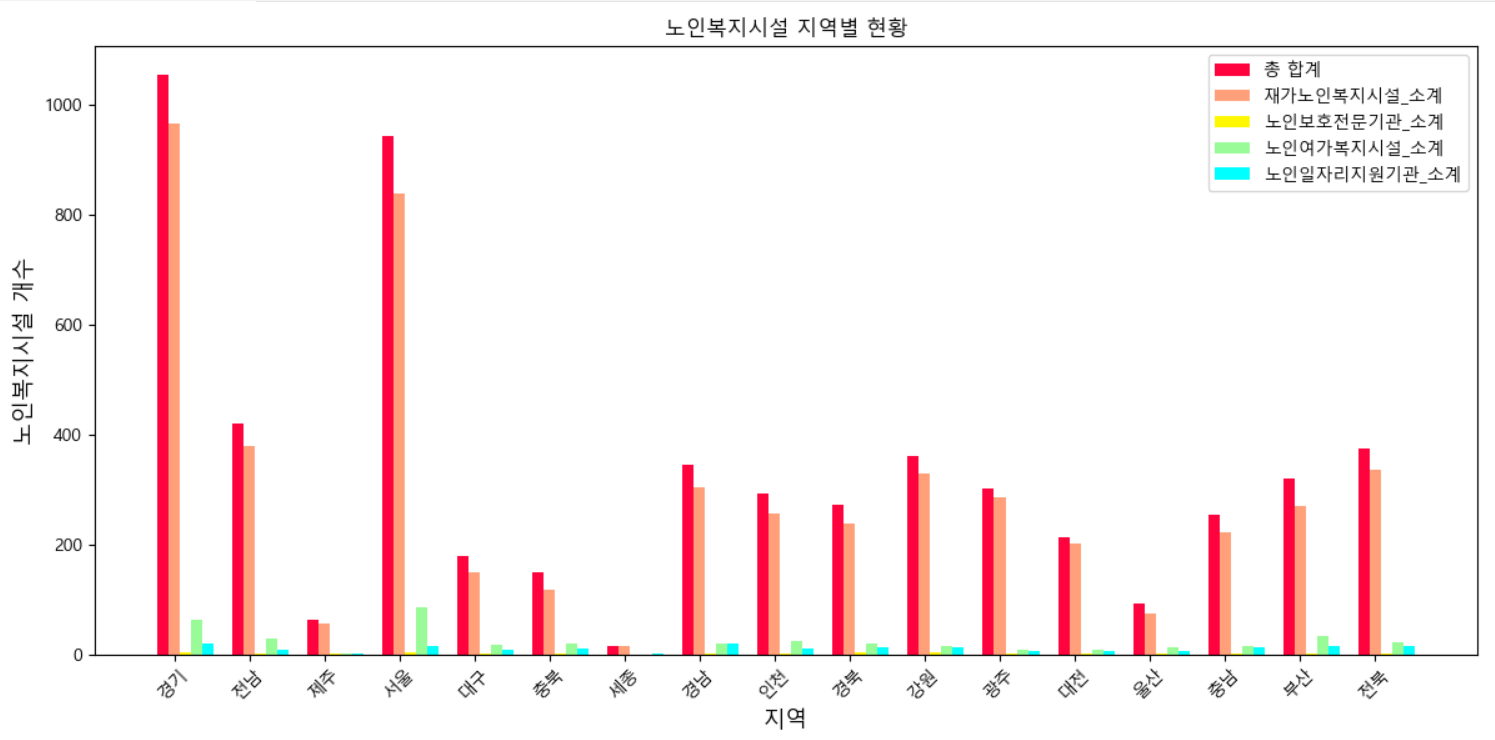 노인복지시설 지역별 현황
총 합계
재가노인복지시설_소계
노인보호전문기관_소계
노인여가복지시설_소계
노인일자리지원기관_소계
노인복지시설 개수
1000
800
600
400
200
0
경기 전남 제주 서울 대구 충북 세종 경남 인천 경북 강원 광주 대전 울산 충남 부산 전북
지역